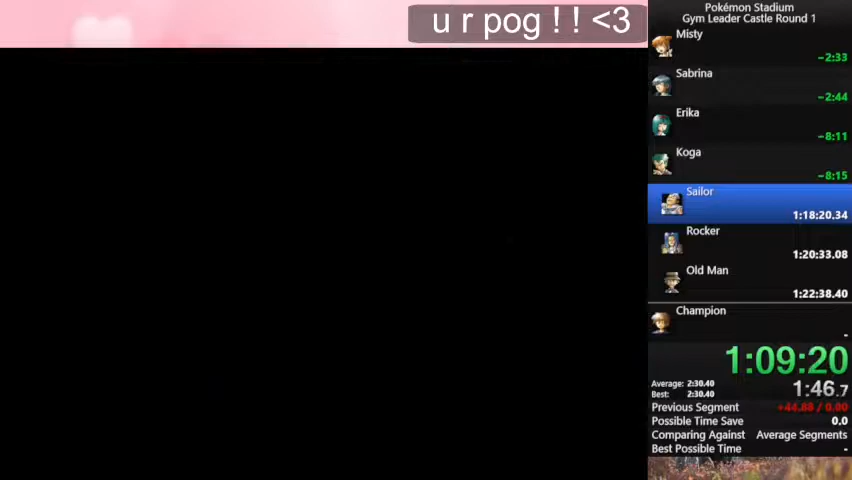 u r pog ! ! <3
Pokémon Stadium
Gym Leader Castle Round 1
Misty
−2:33
Sabrina
−2:44
Erika
−8:11
Koga
−8:15
Sailor
1:18:20.34
Rocker
1:20:33.08
Old Man
1:22:38.40
Champion
-
1:09:20
Average: 2:30.40
Best: 2:30.40
1:46.7
Previous Segment +44.88 / 0.00
Possible Time Save 0.0
Comparing Against Average Segments
Best Possible Time -